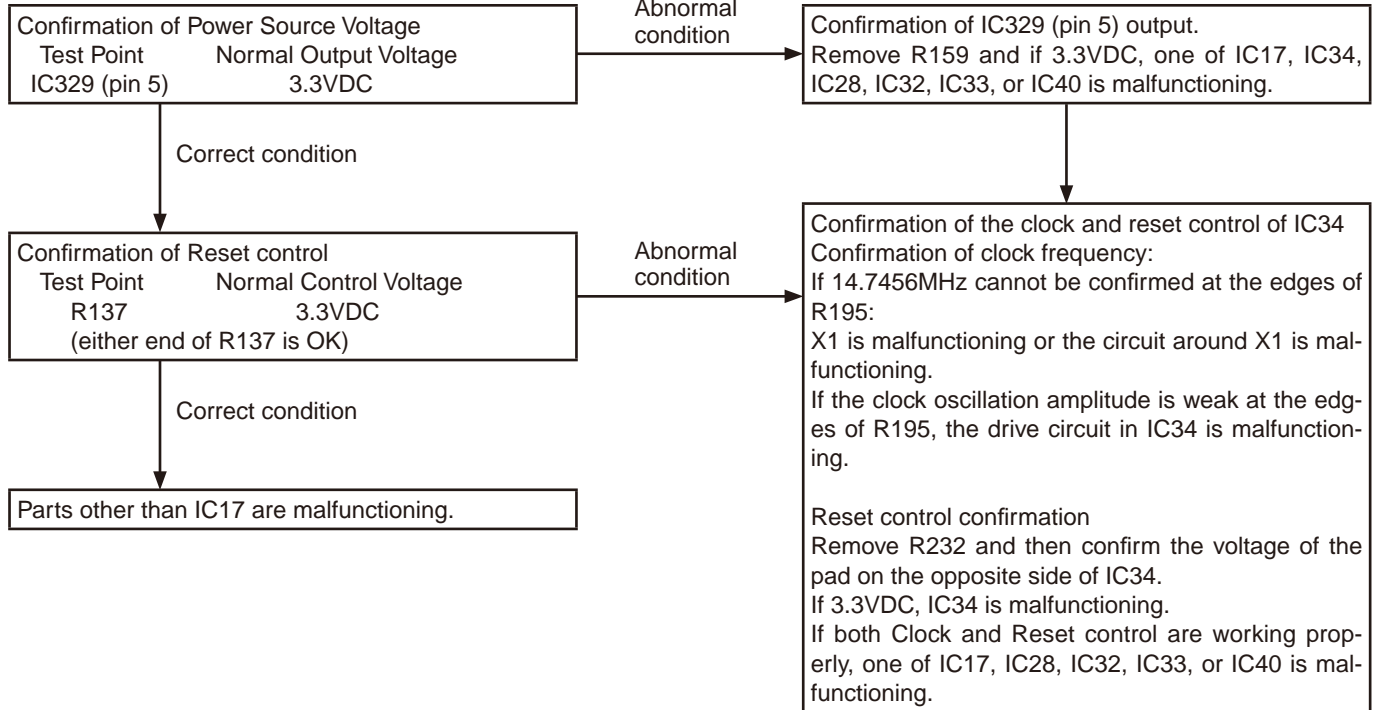 Confirmation of Power Source Voltage
Test Point Normal Output Voltage
IC329 (pin 5) 3.3VDC
Abnormal
condition
Confirmation of IC329 (pin 5) output.
Remove R159 and if 3.3VDC, one of IC17, IC34,
IC28, IC32, IC33, or IC40 is malfunctioning.
Correct condition
Confirmation of Reset control
Test Point Normal Control Voltage
R137 3.3VDC
(either end of R137 is OK)
Abnormal
condition
Confirmation of the clock and reset control of IC34
Confirmation of clock frequency:
If 14.7456MHz cannot be confirmed at the edges of
R195:
X1 is malfunctioning or the circuit around X1 is mal-
functioning.
If the clock oscillation amplitude is weak at the edg-
es of R195, the drive circuit in IC34 is malfunction-
ing.
Reset control confirmation
Remove R232 and then confirm the voltage of the
pad on the opposite side of IC34.
If 3.3VDC, IC34 is malfunctioning.
If both Clock and Reset control are working prop-
erly, one of IC17, IC28, IC32, IC33, or IC40 is mal-
functioning.
Correct condition
Parts other than IC17 are malfunctioning.